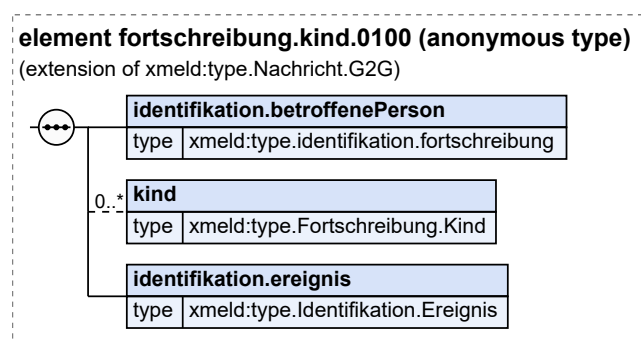 element fortschreibung.kind.0100 (anonymous type)
(extension of xmeld:type.Nachricht.G2G)
identifikation.betroffenePerson
type xmeld:type.identifikation.fortschreibung
0..* kind
type xmeld:type.Fortschreibung.Kind
identifikation.ereignis
type xmeld:type.Identifikation.Ereignis